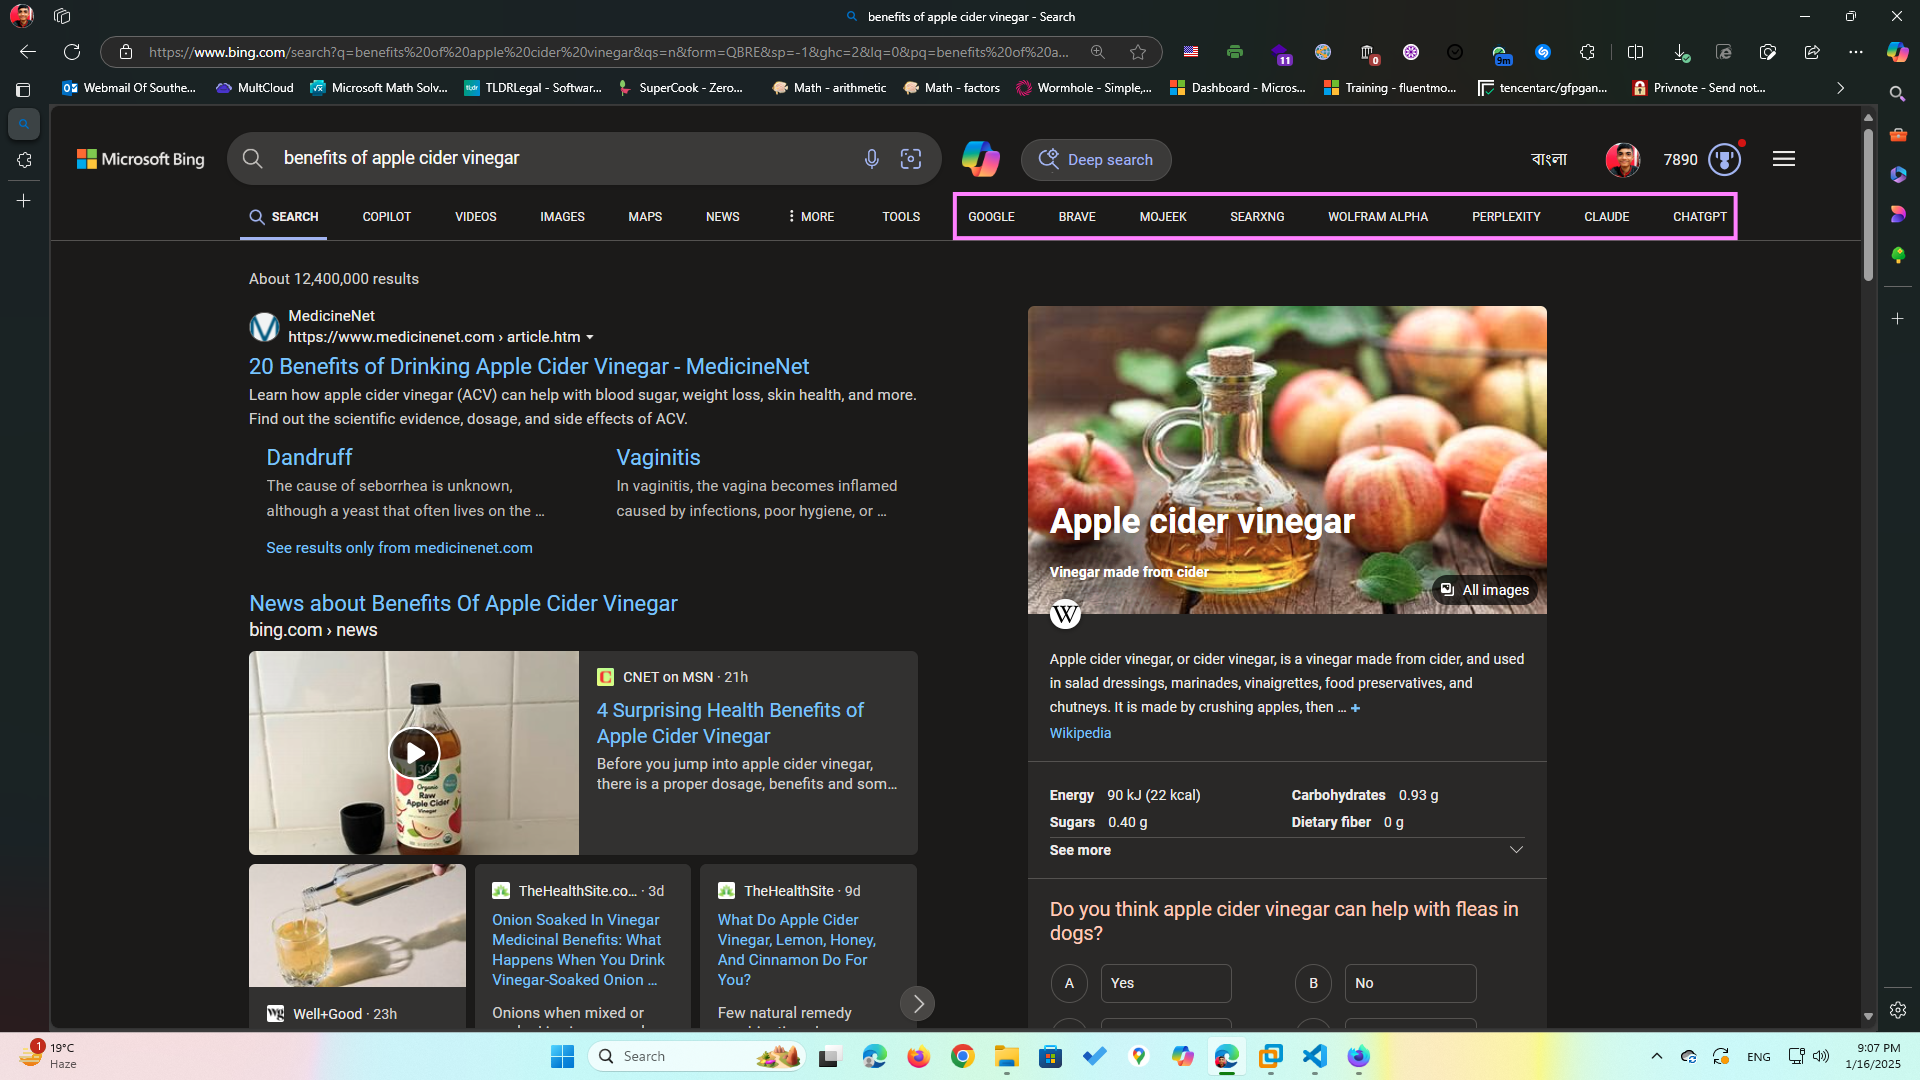 benefits of apple cider vinegar - Search
https://www.bing.com/search?q=benefits%20of%20apple%20cider%20vinegar&qs=n&form=QBRE&sp=-1&ghc=2&lq=0&pq=benefits%20of%20a...
11
0
9m
Webmail Of Southe...
MultCloud
Microsoft Math Solv...
TLDRLegal - Softwar...
SuperCook - Zero...
Math - arithmetic
Math - factors
Wormhole - Simple,...
Dashboard - Micros...
Training - fluentmo...
tencentarc/gfpgan...
Privnote - Send not...
Microsoft Bing
benefits of apple cider vinegar
Deep search
বাংলা
7890
SEARCH
COPILOT
VIDEOS
IMAGES
MAPS
NEWS
MORE
TOOLS
GOOGLE
BRAVE
MOJEEK
SEARXNG
WOLFRAM ALPHA
PERPLEXITY
CLAUDE
CHATGPT
About 12,400,000 results
MedicineNet
https://www.medicinenet.com › article.htm
20 Benefits of Drinking Apple Cider Vinegar - MedicineNet
Learn how apple cider vinegar (ACV) can help with blood sugar, weight loss, skin health, and more.
Find out the scientific evidence, dosage, and side effects of ACV.
Dandruff
The cause of seborrhea is unknown,
although a yeast that often lives on the ...
Vaginitis
In vaginitis, the vagina becomes inflamed
caused by infections, poor hygiene, or ...
See results only from medicinenet.com
News about Benefits Of Apple Cider Vinegar
bing.com › news
365
Organic
Raw
Apple Cider
Vinegar
CNET on MSN · 21h
4 Surprising Health Benefits of
Apple Cider Vinegar
Before you jump into apple cider vinegar,
there is a proper dosage, benefits and som...
Well+Good · 23h
TheHealthSite.co... · 3d
Onion Soaked In Vinegar
Medicinal Benefits: What
Happens When You Drink
Vinegar-Soaked Onion ...
Onions when mixed or
TheHealthSite · 9d
What Do Apple Cider
Vinegar, Lemon, Honey,
And Cinnamon Do For
You?
Few natural remedy
Apple cider vinegar
Vinegar made from cider
All images
W
Apple cider vinegar, or cider vinegar, is a vinegar made from cider, and used
in salad dressings, marinades, vinaigrettes, food preservatives, and
chutneys. It is made by crushing apples, then ... +
Wikipedia
Energy 90 kJ (22 kcal)
Carbohydrates 0.93 g
Sugars 0.40 g
Dietary fiber 0 g
See more
Do you think apple cider vinegar can help with fleas in
dogs?
A
Yes
B
No
1
19°C
Haze
Search
ENG
9:07 PM
1/16/2025